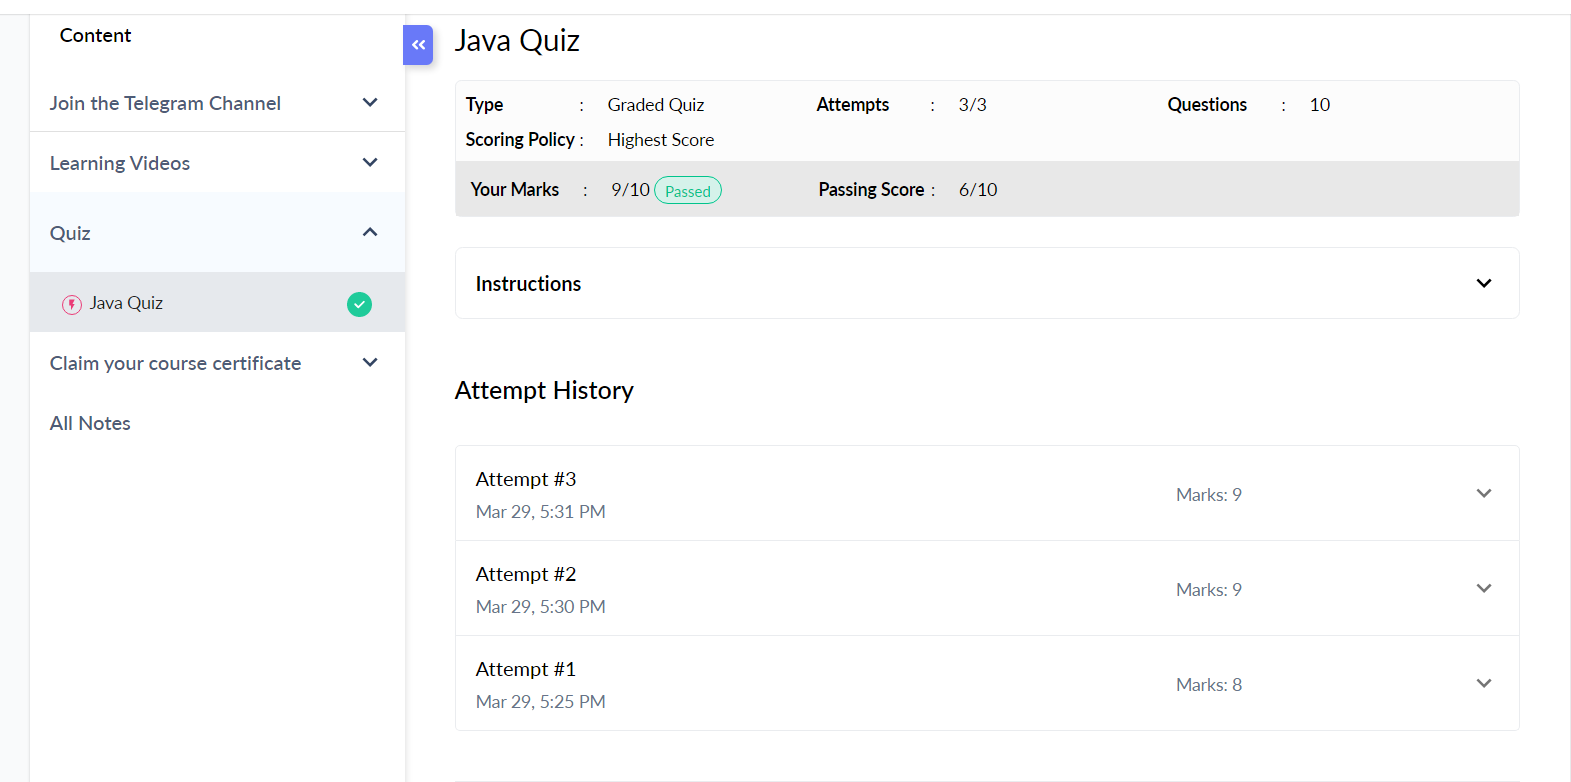 Content
Join the Telegram Channel
Learning Videos
Quiz
Java Quiz
Claim your course certificate
All Notes
Java Quiz
Type : Graded Quiz Attempts : 3/3 Questions : 10
Scoring Policy : Highest Score
Your Marks : 9/10 Passed Passing Score : 6/10
Instructions
Attempt History
Attempt #3
Mar 29, 5:31 PM
Marks: 9
Attempt #2
Mar 29, 5:30 PM
Marks: 9
Attempt #1
Mar 29, 5:25 PM
Marks: 8